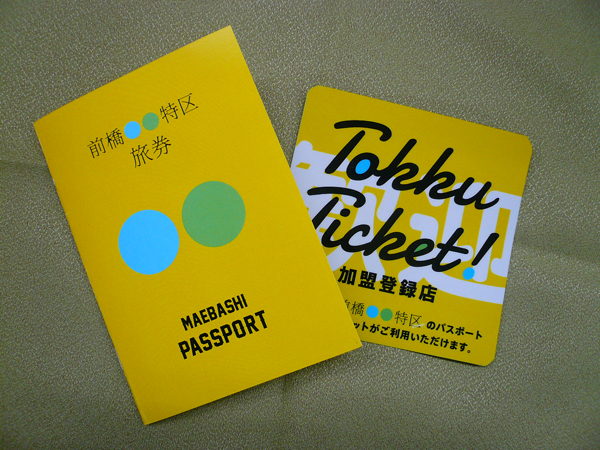 前橋●●特区
旅券
MAEBASHI
PASSPORT
Tokku
Ticket!
加盟登録店
前橋●●特区のパスポート
ットがご利用いただけます。